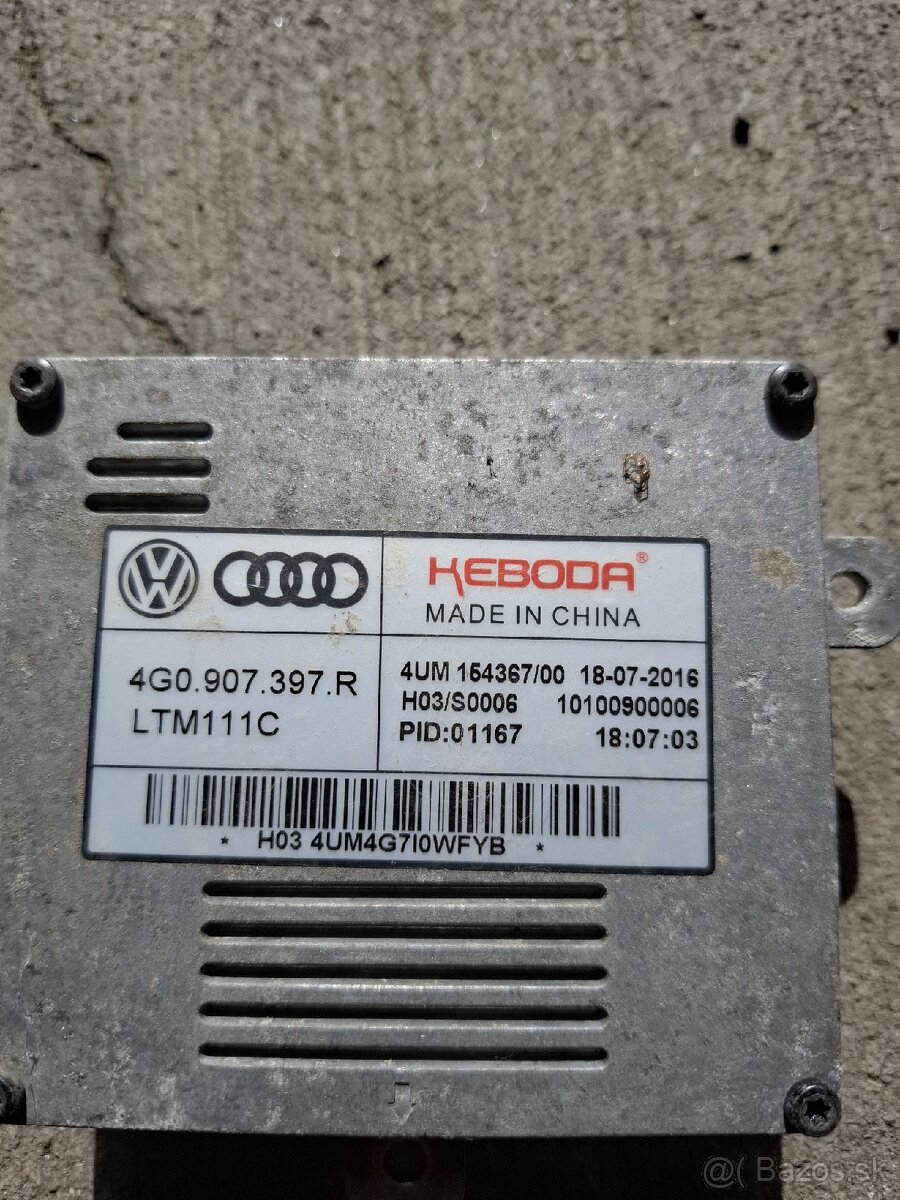 KEBODA®
MADE IN CHINA
4G0.907.397.R
LTM111C
4UM 154367/00 18-07-2016
H03/S0006 10100900006
PID:01167 18:07:03
* H03 4UM4G7I0WFYB *
@( Bazos.sk